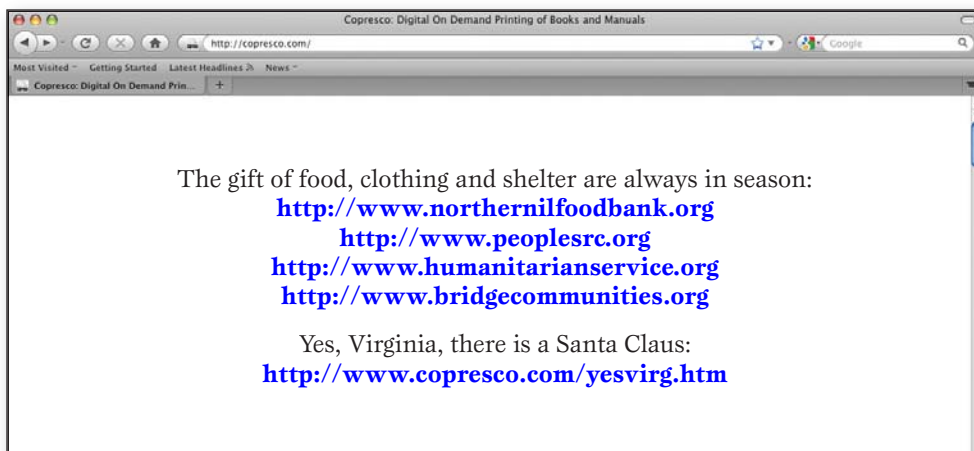 Copresco: Digital On Demand Printing of Books and Manuals
http://copresco.com/
Google
Most Visited Getting Started Latest Headlines News
Copresco: Digital On Demand Prin... +
The gift of food, clothing and shelter are always in season:
http://www.northernilfoodbank.org
http://www.peoplesrc.org
http://www.humanitarianservice.org
http://www.bridgecommunities.org
Yes, Virginia, there is a Santa Claus:
http://www.copresco.com/yesvirg.htm